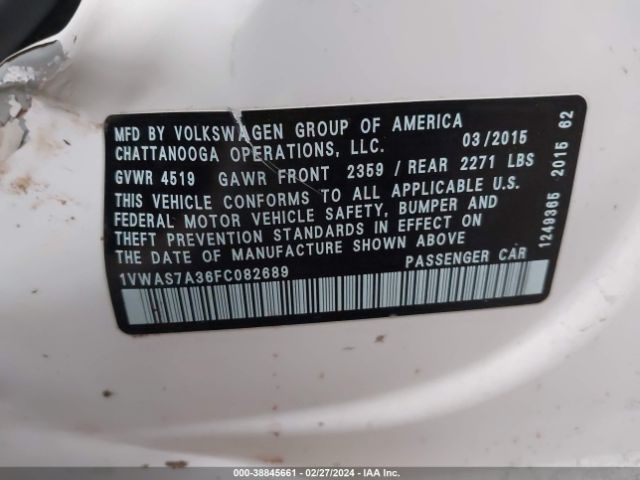 MFD BY VOLKSWAGEN GROUP OF AMERICA
CHATTANOOGA OPERATIONS, LLC. 03/2015
GVWR 4519 GAWR FRONT 2359 / REAR 2271 LBS
THIS VEHICLE CONFORMS TO ALL APPLICABLE U.S.
FEDERAL MOTOR VEHICLE SAFETY, BUMPER AND
THEFT PREVENTION STANDARDS IN EFFECT ON
THE DATE OF MANUFACTURE SHOWN ABOVE
1VWAS7A36FC082689 PASSENGER CAR
1249365 2015 62
000-38845661 - 02/27/2024 - IAA Inc.